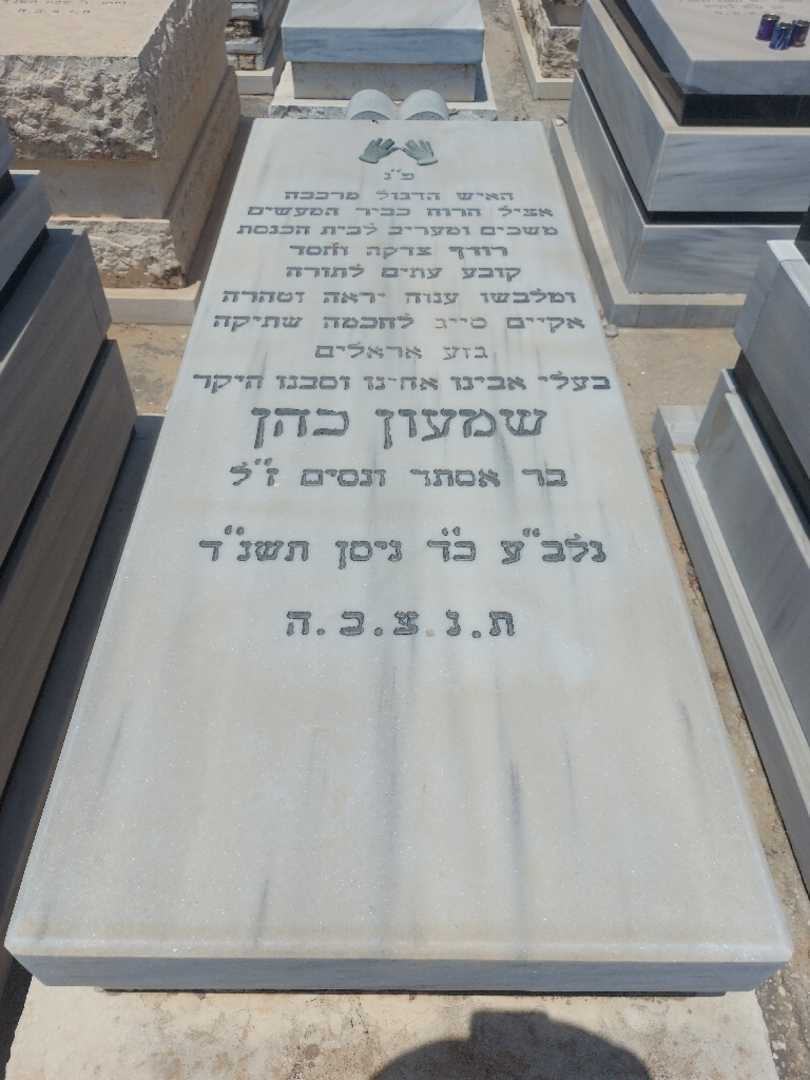 פ"נ
האיש הדגול מרבבה
אציל הרוח כביר המעשים
משכים ומעריב לבית הכנסת
רודף צדקה וחסד
קובע עתים לתורה
ומלבשו ענוה יראה וטהרה
אקיים סייג לחכמה שתיקה
גזע אראלים
בעלי אבינו אחינו וסבנו היקר
שמעון כהן
בר אסתר ונסים ז"ל
נלב"ע כ"ד ניסן תשנ"ד
ת.נ.צ.ב.ה